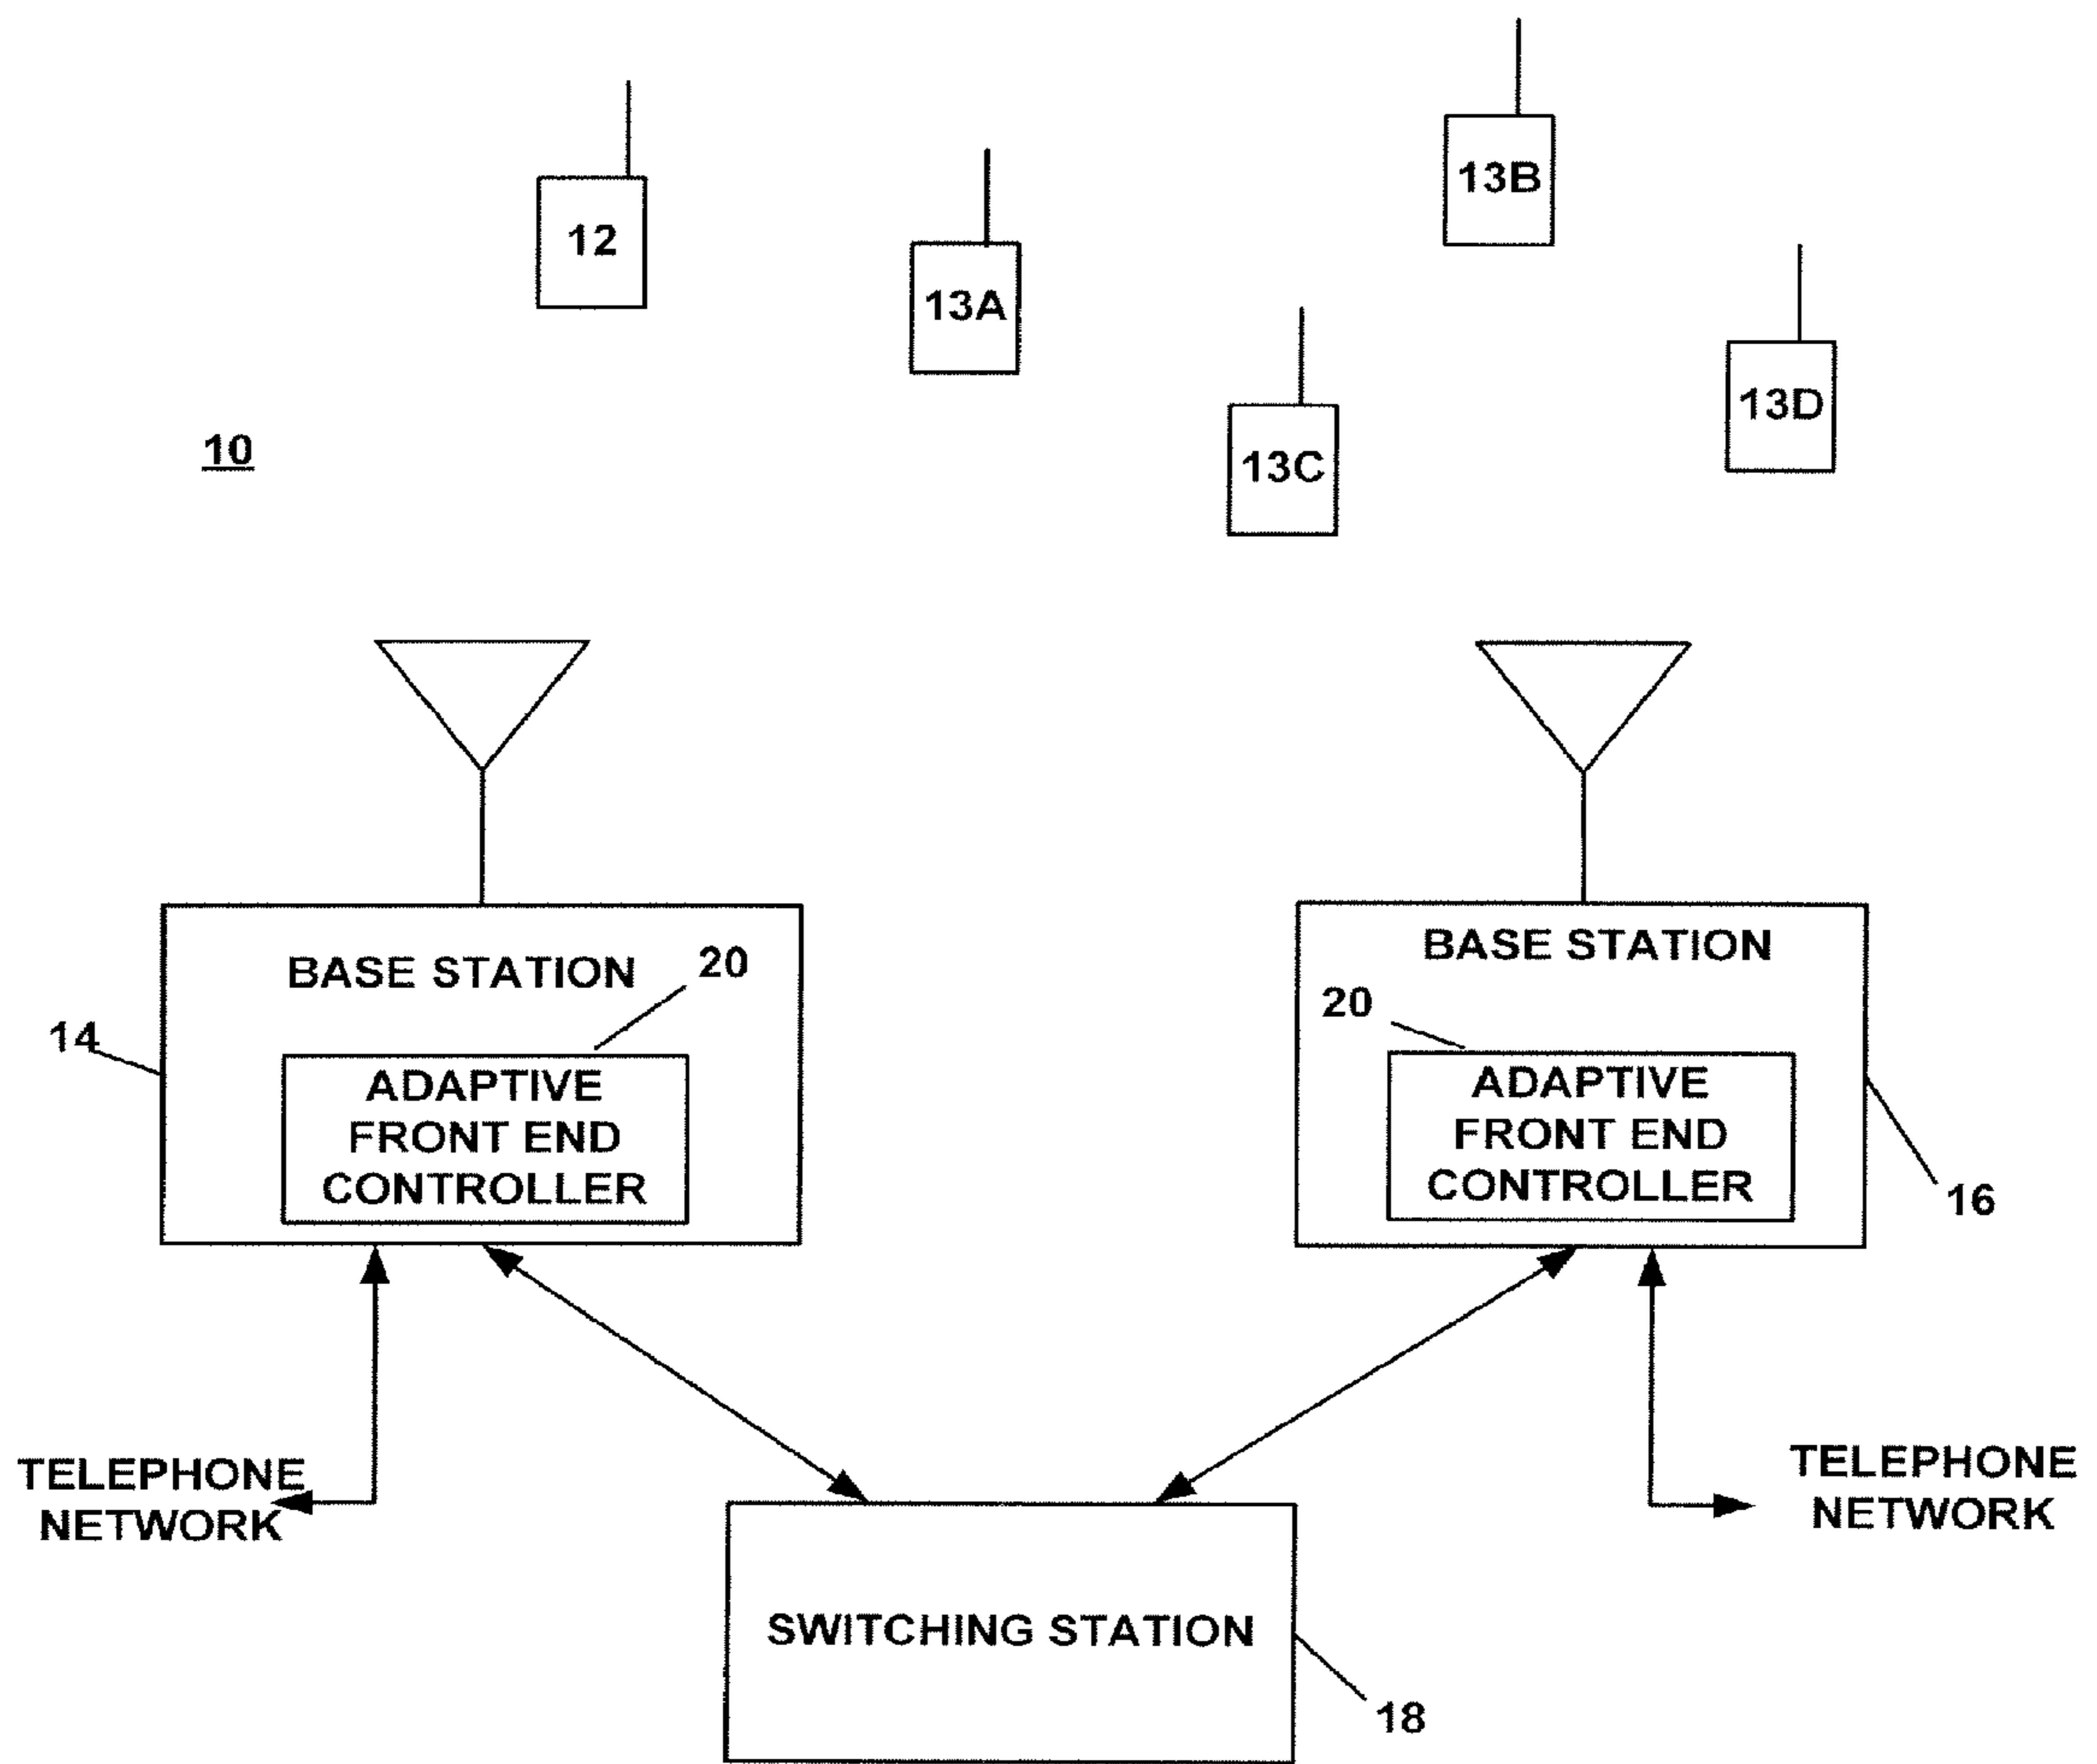 13B
12
13A
13D
10
13C
BASE STATION
20
14
ADAPTIVE
FRONT END
CONTROLLER
BASE STATION
20
ADAPTIVE
FRONT END
CONTROLLER
16
TELEPHONE
NETWORK
TELEPHONE
NETWORK
SWITCHING STATION
18